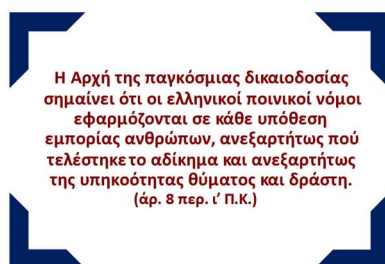 Η Αρχή της παγκόσμιας δικαιοδοσίας
σημαίνει ότι οι ελληνικοί ποινικοί νόμοι
εφαρμόζονται σε κάθε υπόθεση
εμπορίας ανθρώπων, ανεξαρτήτως πού
τελέστηκε το αδίκημα και ανεξαρτήτως
της υπηκοότητας θύματος και δράστη.
(άρ. 8 περ. ι’ Π.Κ.)